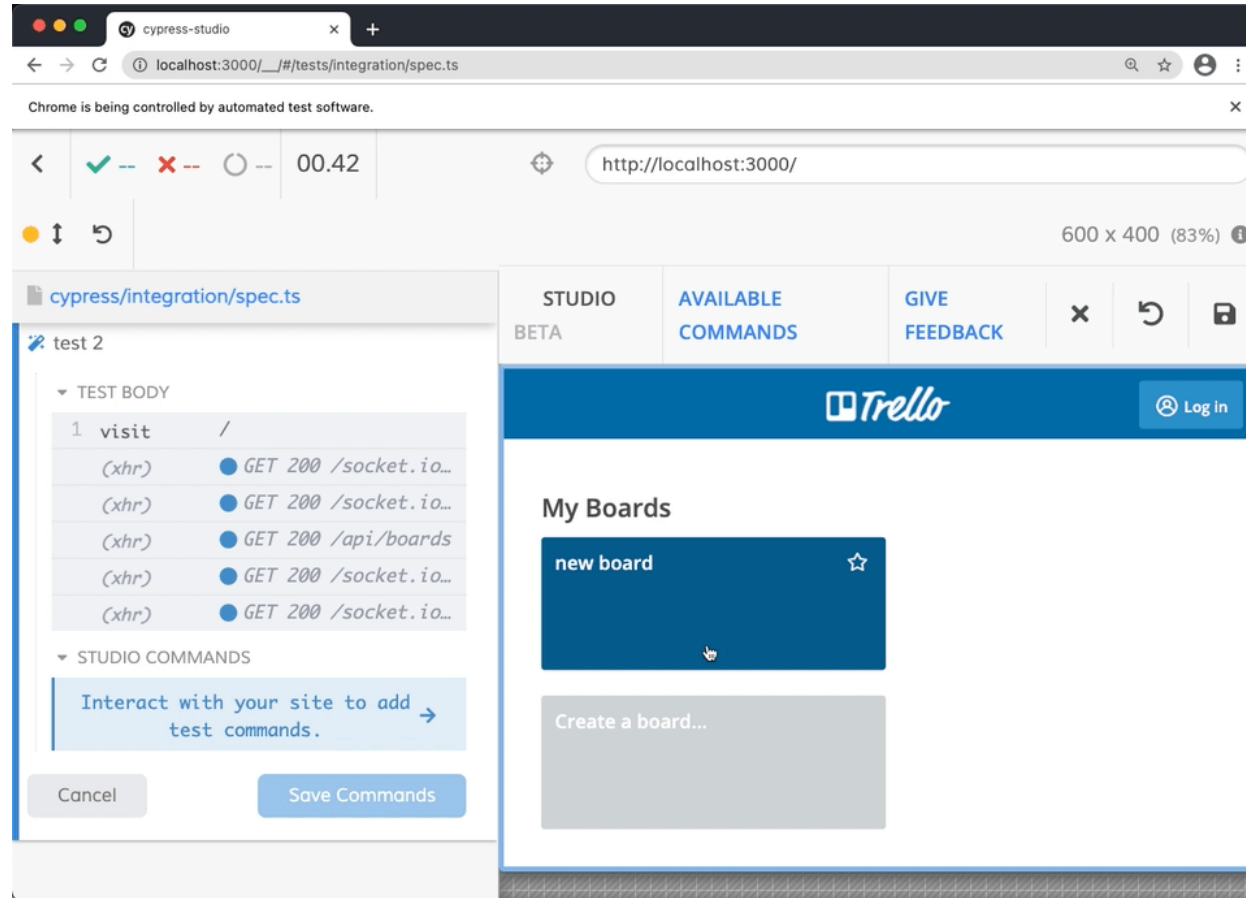 cypress-studio
localhost:3000/__/#/tests/integration/spec.ts
Chrome is being controlled by automated test software.
-- -- -- 00.42
http://localhost:3000/
600 x 400 (83%)
cypress/integration/spec.ts
STUDIO
BETA
AVAILABLE
COMMANDS
GIVE
FEEDBACK
test 2
TEST BODY
1 visit /
(xhr) GET 200 /socket.io…
(xhr) GET 200 /socket.io…
(xhr) GET 200 /api/boards
(xhr) GET 200 /socket.io…
(xhr) GET 200 /socket.io…
STUDIO COMMANDS
Interact with your site to add
test commands.
Cancel
Save Commands
Trello
Log in
My Boards
new board
Create a board...